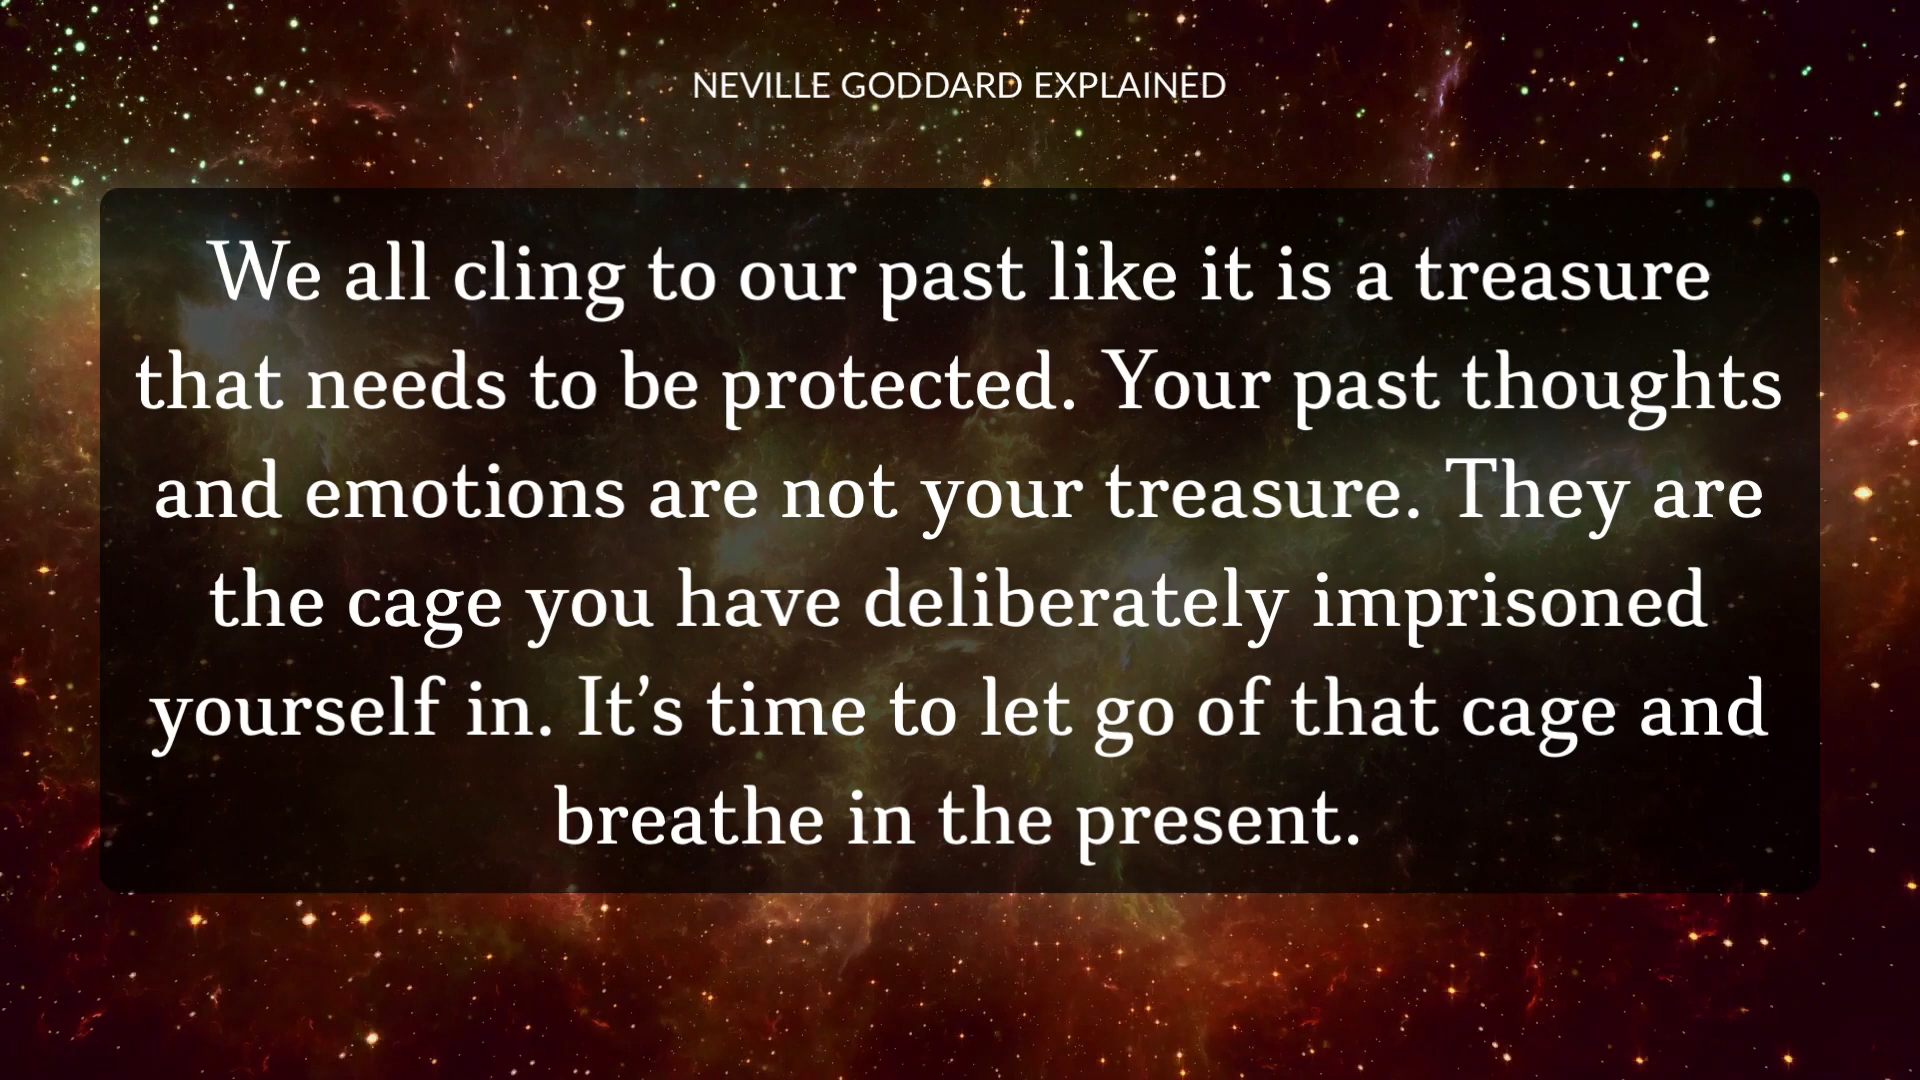 NEVILLE GODDARD EXPLAINED
We all cling to our past like it is a treasure
that needs to be protected. Your past thoughts
and emotions are not your treasure. They are
the cage you have deliberately imprisoned
yourself in. It’s time to let go of that cage and
breathe in the present.